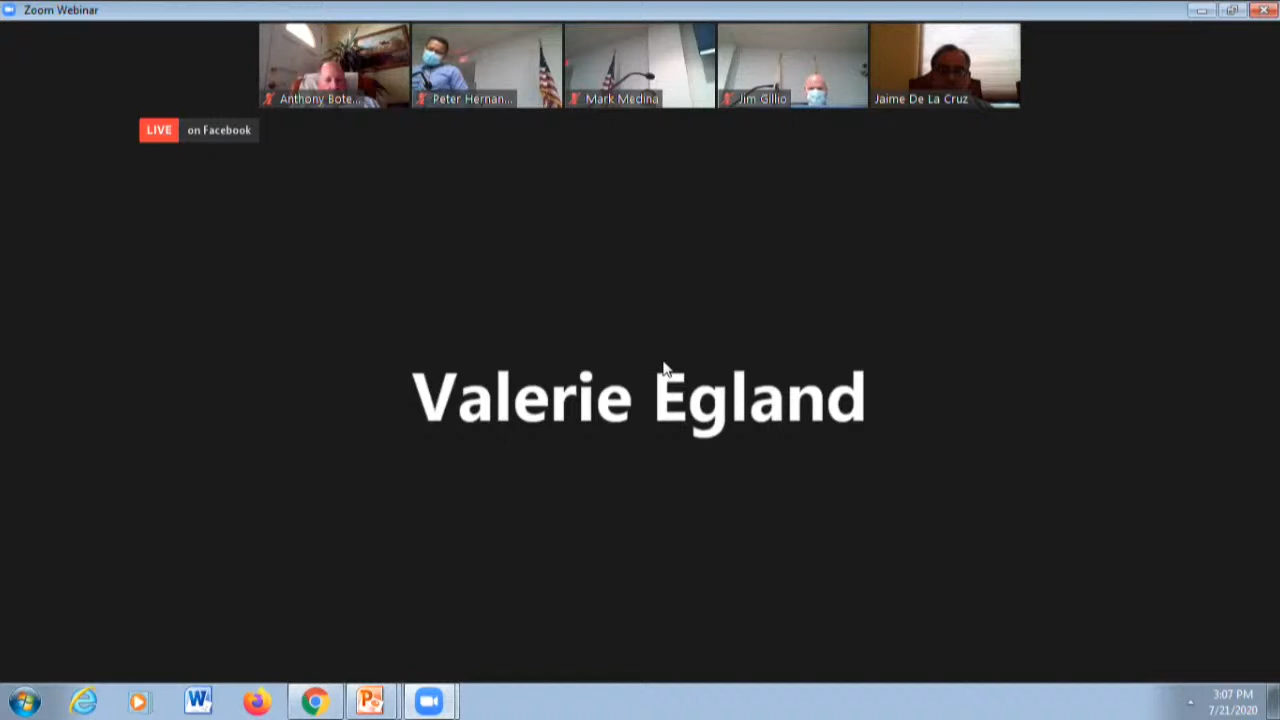 Zoom Webinar
Anthony Bote...
Peter Hernan...
Mark Medina
Jim Gillio
Jaime De La Cruz
LIVE on Facebook
Valerie Egland
3:07 PM
7/21/2020